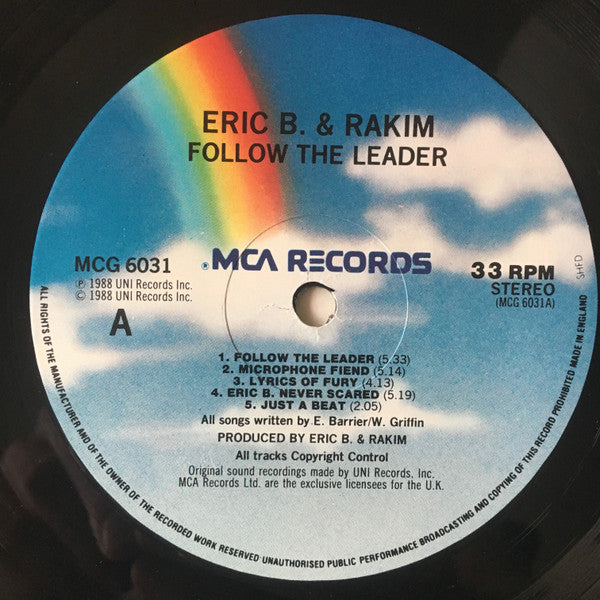 ERIC B. & RAKIM
FOLLOW THE LEADER
MCG 6031
℗ 1988 UNI Records Inc.
© 1988 UNI Records Inc.
A
® MCA RECORDS
33 RPM
STEREO
(MCG 6031A)
SHED
1. FOLLOW THE LEADER (5.33)
2. MICROPHONE FIEND (5.14)
3. LYRICS OF FURY (4.13)
4. ERIC B. NEVER SCARED (5.19)
5. JUST A BEAT (2.05)
All songs written by E. Barrier/W. Griffin
PRODUCED BY ERIC B. & RAKIM
All tracks Copyright Control
Original sound recordings made by UNI Records, Inc.
MCA Records Ltd. are the exclusive licensees for the U.K.
ALL RIGHTS OF THE MANUFACTURER AND OF THE OWNER OF THE RECORDED WORK RESERVED UNAUTHORISED PUBLIC PERFORMANCE BROADCASTING AND COPYING OF THIS RECORD PROHIBITED MADE IN ENGLAND